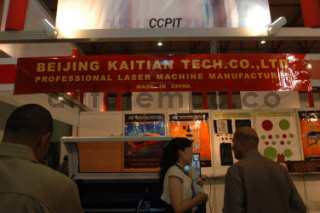 CCPIT
BEIJING KAITIAN TECH.CO.,LTD
PROFESSIONAL LASER MACHINE MANUFACTURER
MADE IN CHINA